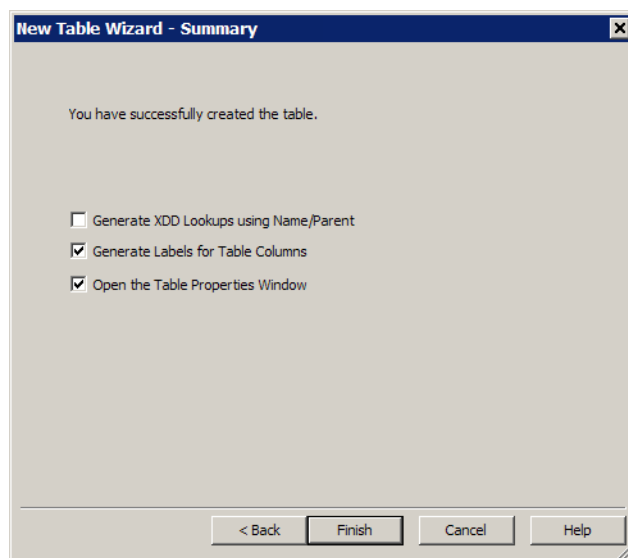 New Table Wizard - Summary
You have successfully created the table.
Generate XDD Lookups using Name/Parent
Generate Labels for Table Columns
Open the Table Properties Window
< Back Finish Cancel Help